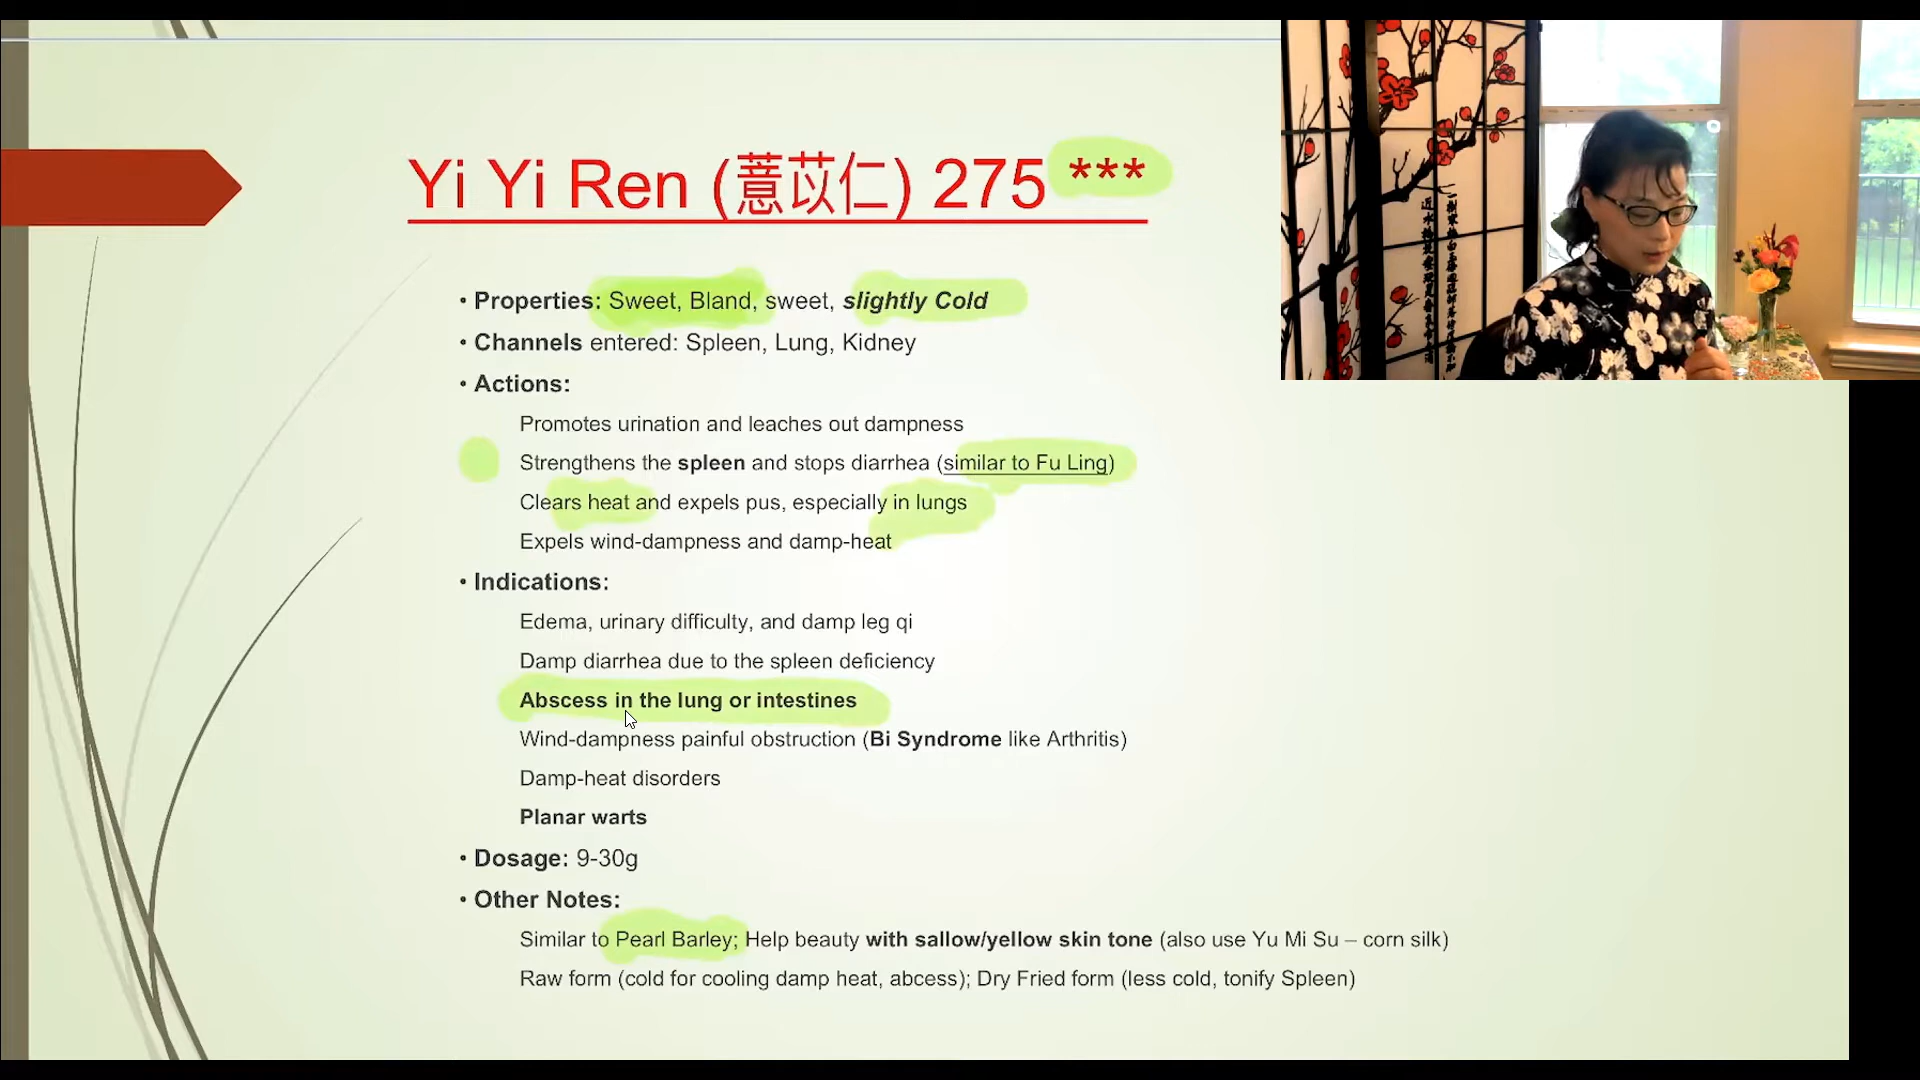 Yi Yi Ren (薏苡仁) 275 ***
• Properties: Sweet, Bland, sweet, slightly Cold
• Channels entered: Spleen, Lung, Kidney
• Actions:
Promotes urination and leaches out dampness
Strengthens the spleen and stops diarrhea (similar to Fu Ling)
Clears heat and expels pus, especially in lungs
Expels wind-dampness and damp-heat
• Indications:
Edema, urinary difficulty, and damp leg qi
Damp diarrhea due to the spleen deficiency
Abscess in the lung or intestines
Wind-dampness painful obstruction (Bi Syndrome like Arthritis)
Damp-heat disorders
Planar warts
• Dosage: 9-30g
• Other Notes:
Similar to Pearl Barley; Help beauty with sallow/yellow skin tone (also use Yu Mi Su – corn silk)
Raw form (cold for cooling damp heat, abcess); Dry Fried form (less cold, tonify Spleen)